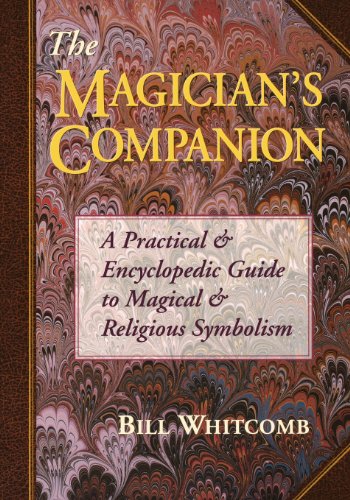 The
MAGICIAN'S
COMPANION
A Practical &
Encyclopedic Guide
to Magical &
Religious Symbolism
BILL WHITCOMB